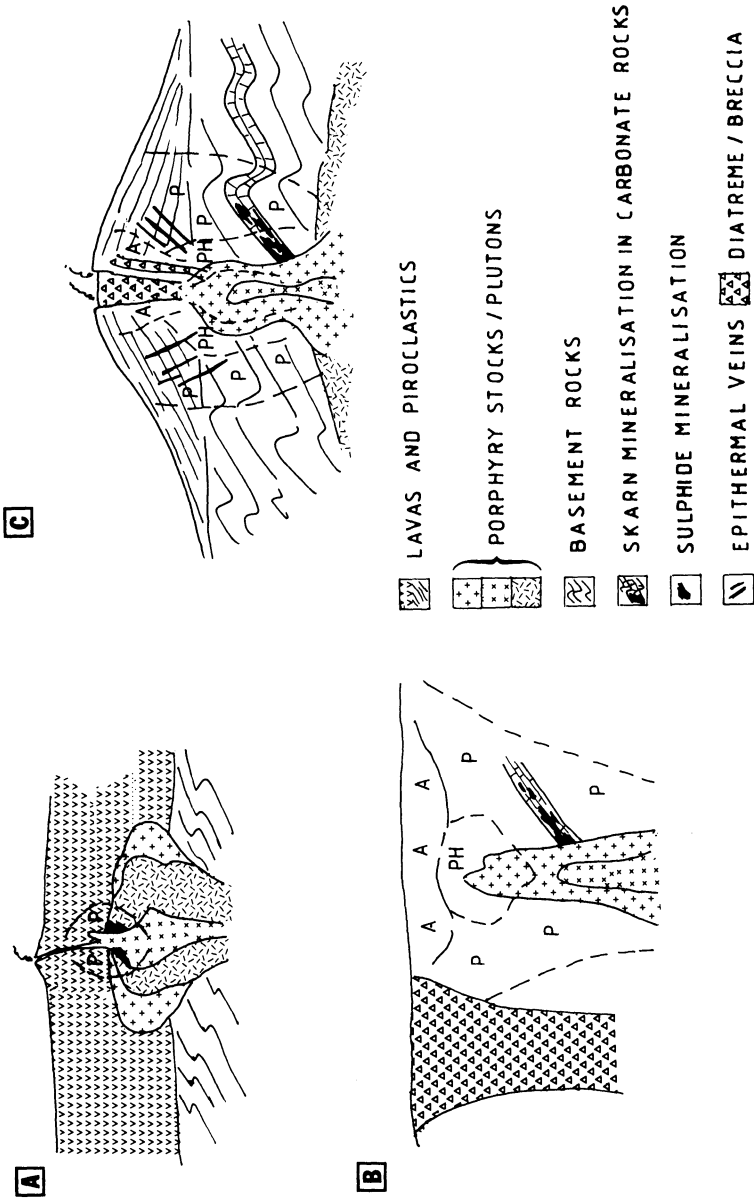 A
P
P
B
A
A
A
PH
P
P
P
P
C
A
A
PH
PH
P
P
P
P
P
P
LAVAS AND PIROCLASTICS
PORPHYRY STOCKS/PLUTONS
BASEMENT ROCKS
SKARN MINERALISATION IN CARBONATE ROCKS
SULPHIDE MINERALISATION
EPITHERMAL VEINS DIATREME/BRECCIA